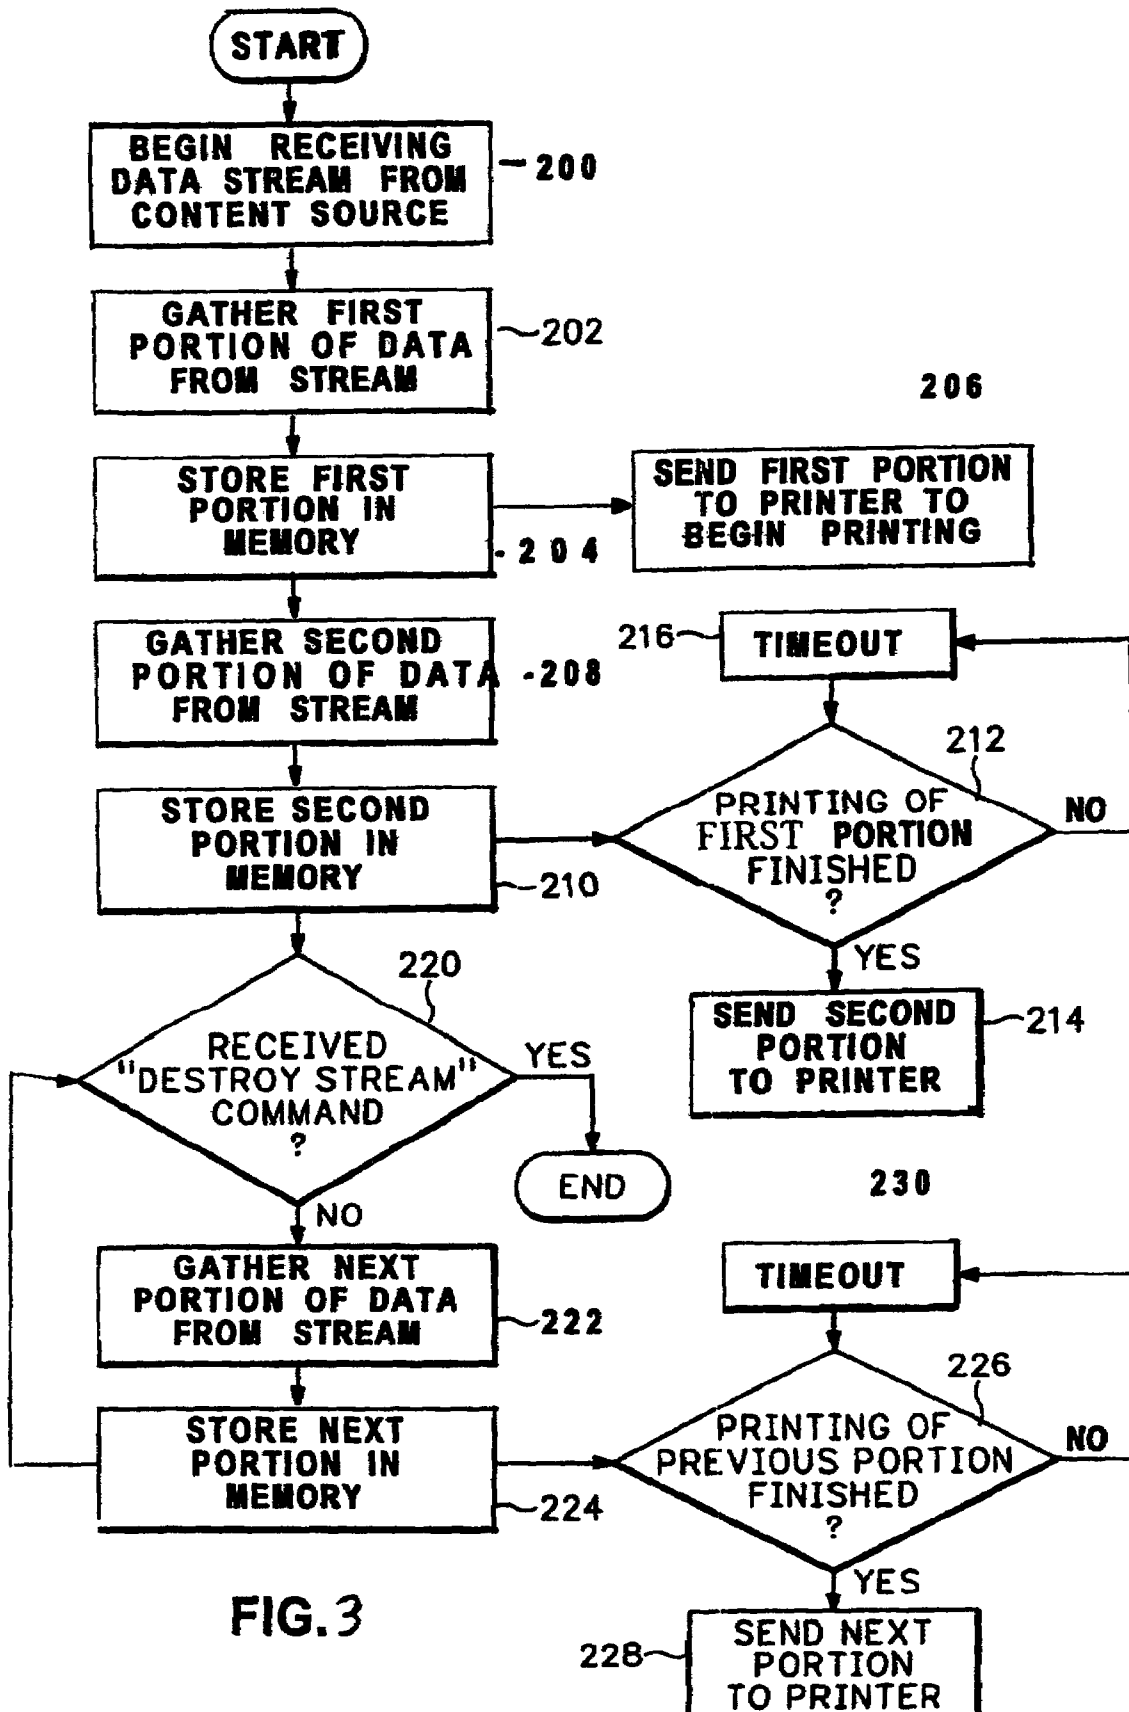 START
BEGIN RECEIVING
DATA STREAM FROM
CONTENT SOURCE
200
GATHER FIRST
PORTION OF DATA
FROM STREAM
202
206
STORE FIRST
PORTION IN
MEMORY
204
SEND FIRST PORTION
TO PRINTER TO
BEGIN PRINTING
GATHER SECOND
PORTION OF DATA
FROM STREAM
208
216
TIMEOUT
STORE SECOND
PORTION IN
MEMORY
210
212
PRINTING OF
FIRST PORTION
FINISHED
?
NO
YES
SEND SECOND
PORTION
TO PRINTER
214
220
RECEIVED
"DESTROY STREAM"
COMMAND
?
YES
END
NO
230
GATHER NEXT
PORTION OF DATA
FROM STREAM
222
TIMEOUT
STORE NEXT
PORTION IN
MEMORY
224
226
PRINTING OF
PREVIOUS PORTION
FINISHED
?
NO
YES
228
SEND NEXT
PORTION
TO PRINTER
FIG. 3